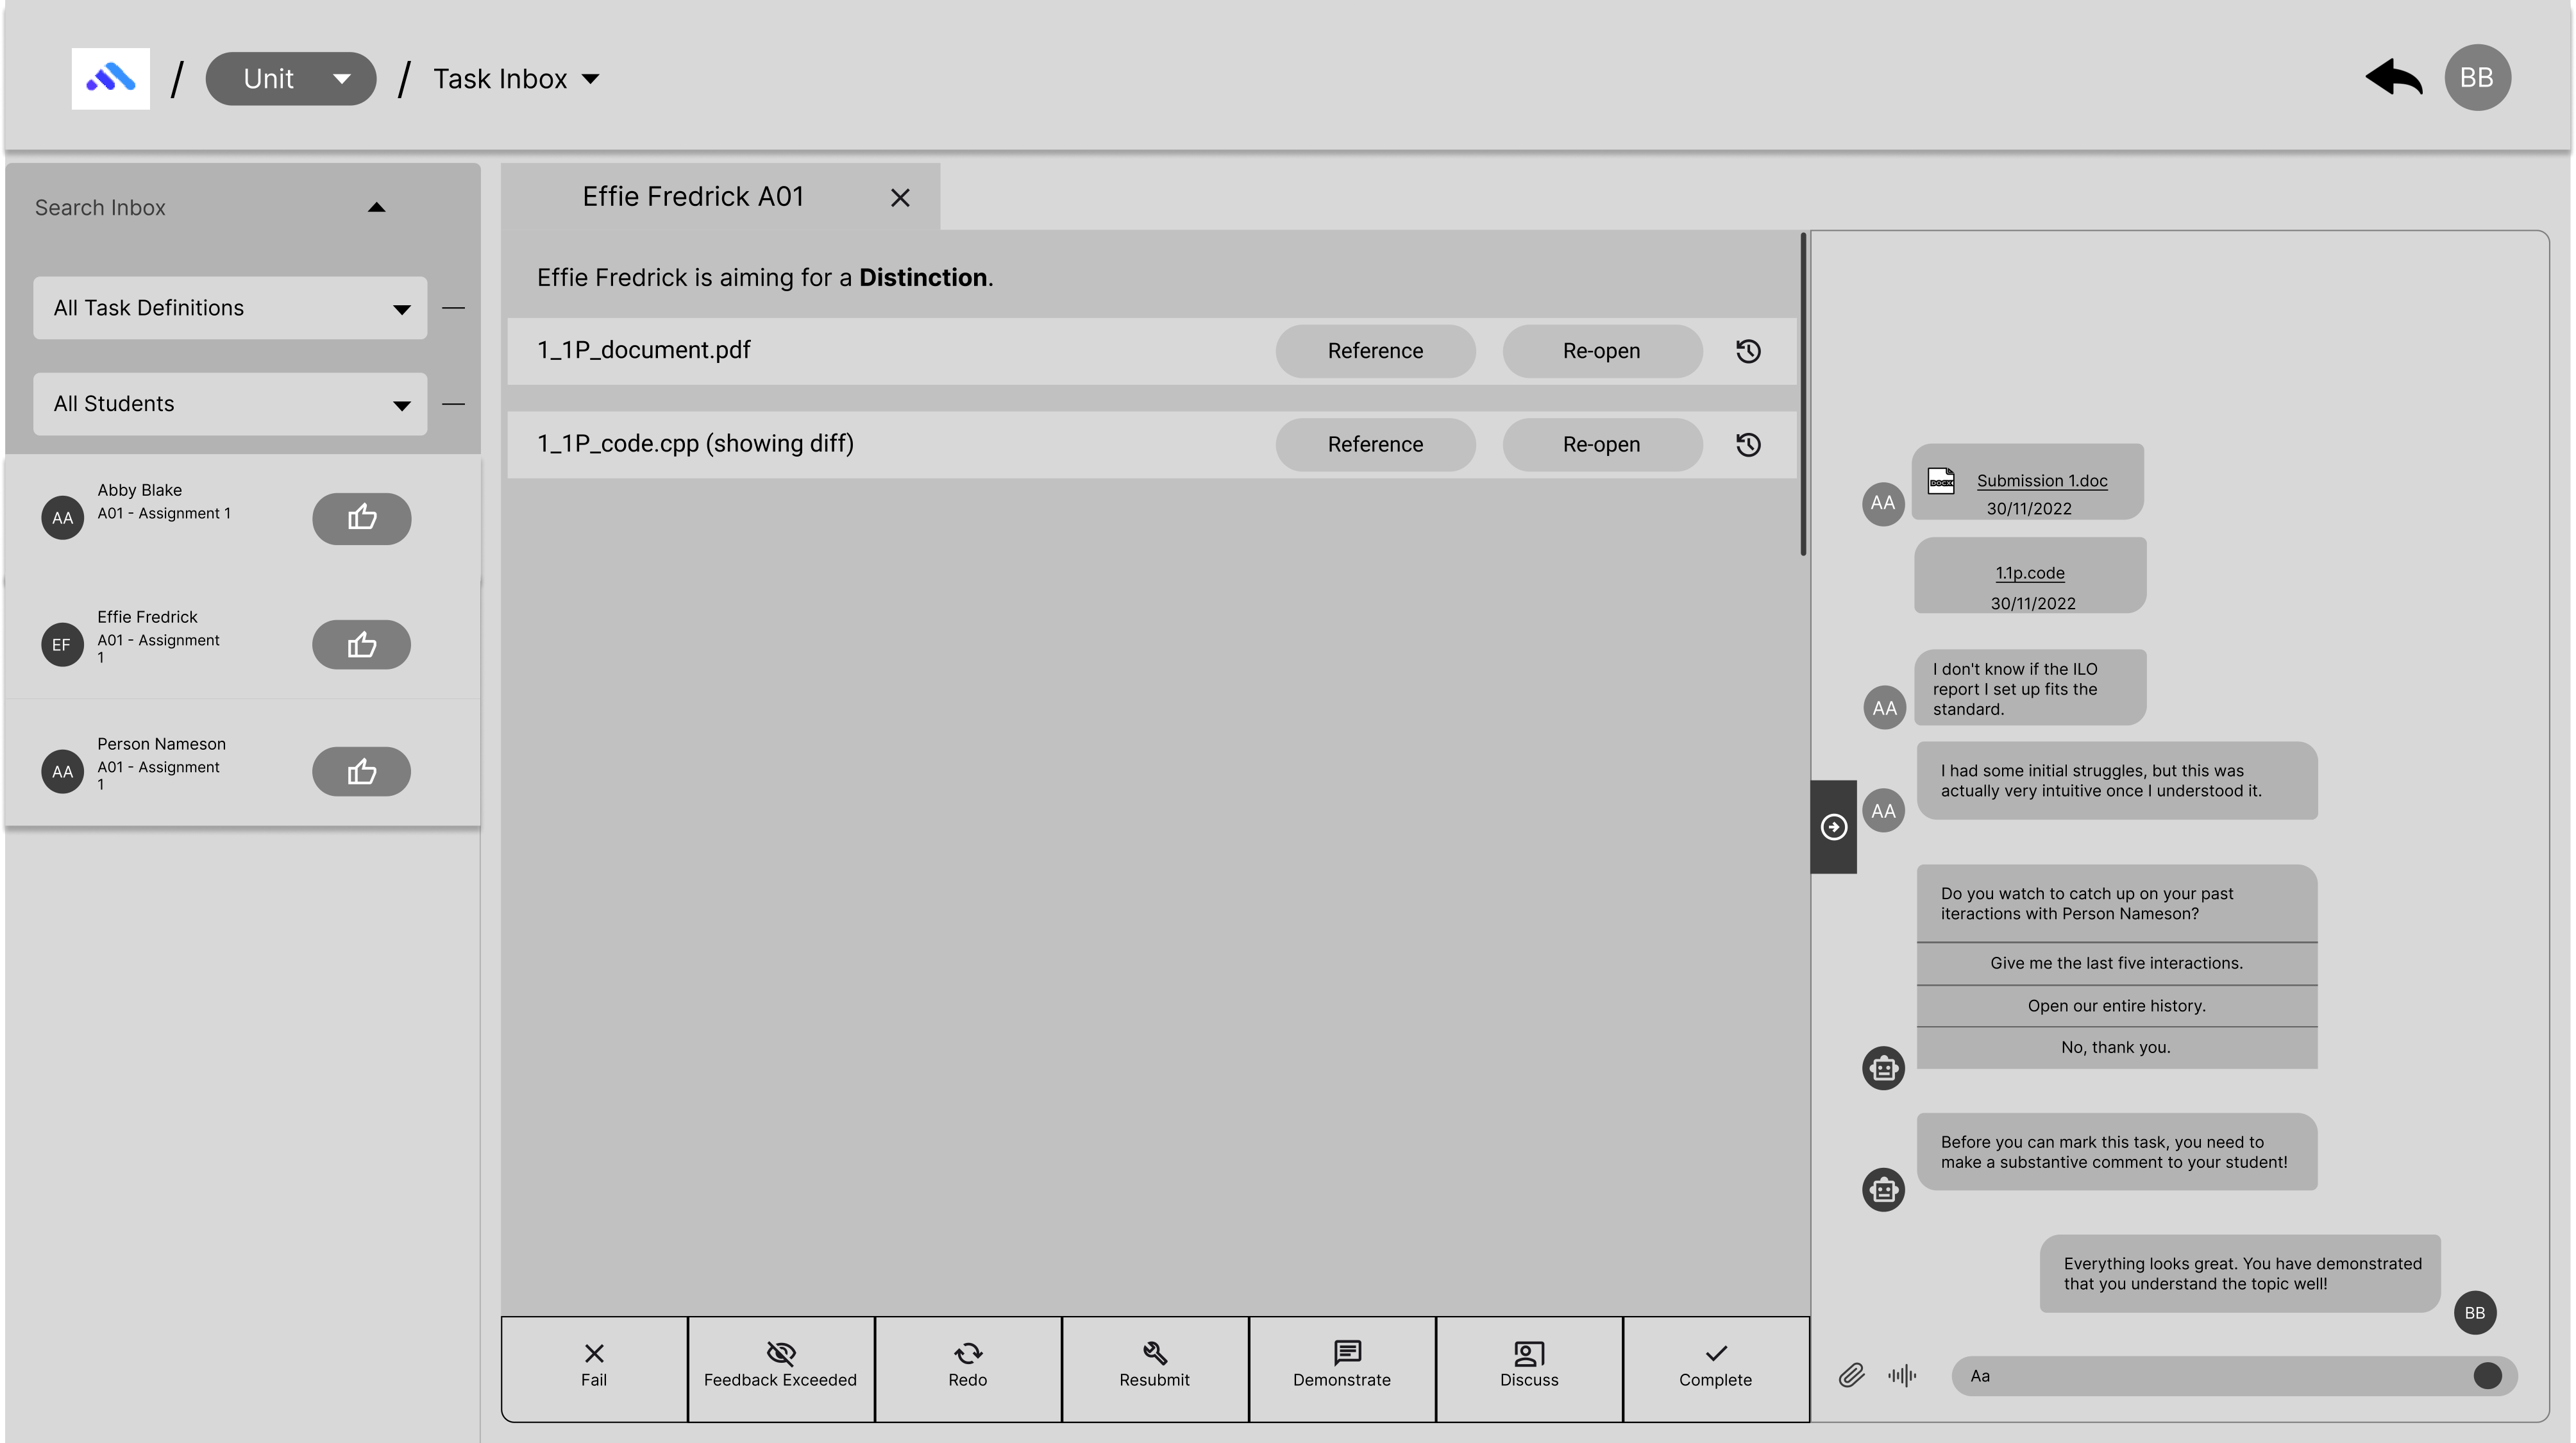 / Unit / Task Inbox
BB
Search Inbox
All Task Definitions
All Students
AA
Abby Blake
A01 - Assignment 1
EF
Effie Fredrick
A01 - Assignment
1
AA
Person Nameson
A01 - Assignment
1
Effie Fredrick A01
Effie Fredrick is aiming for a Distinction.
1_1P_document.pdf
Reference
Re-open
1_1P_code.cpp (showing diff)
Reference
Re-open
Fail
Feedback Exceeded
Redo
Resubmit
Demonstrate
Discuss
Complete
AA
DOCX
Submission 1.doc
30/11/2022
1.1p.code
30/11/2022
AA
I don't know if the ILO
report I set up fits the
standard.
AA
I had some initial struggles, but this was
actually very intuitive once I understood it.
Do you watch to catch up on your past
iteractions with Person Nameson?
Give me the last five interactions.
Open our entire history.
No, thank you.
Before you can mark this task, you need to
make a substantive comment to your student!
Everything looks great. You have demonstrated
that you understand the topic well!
BB
Aa